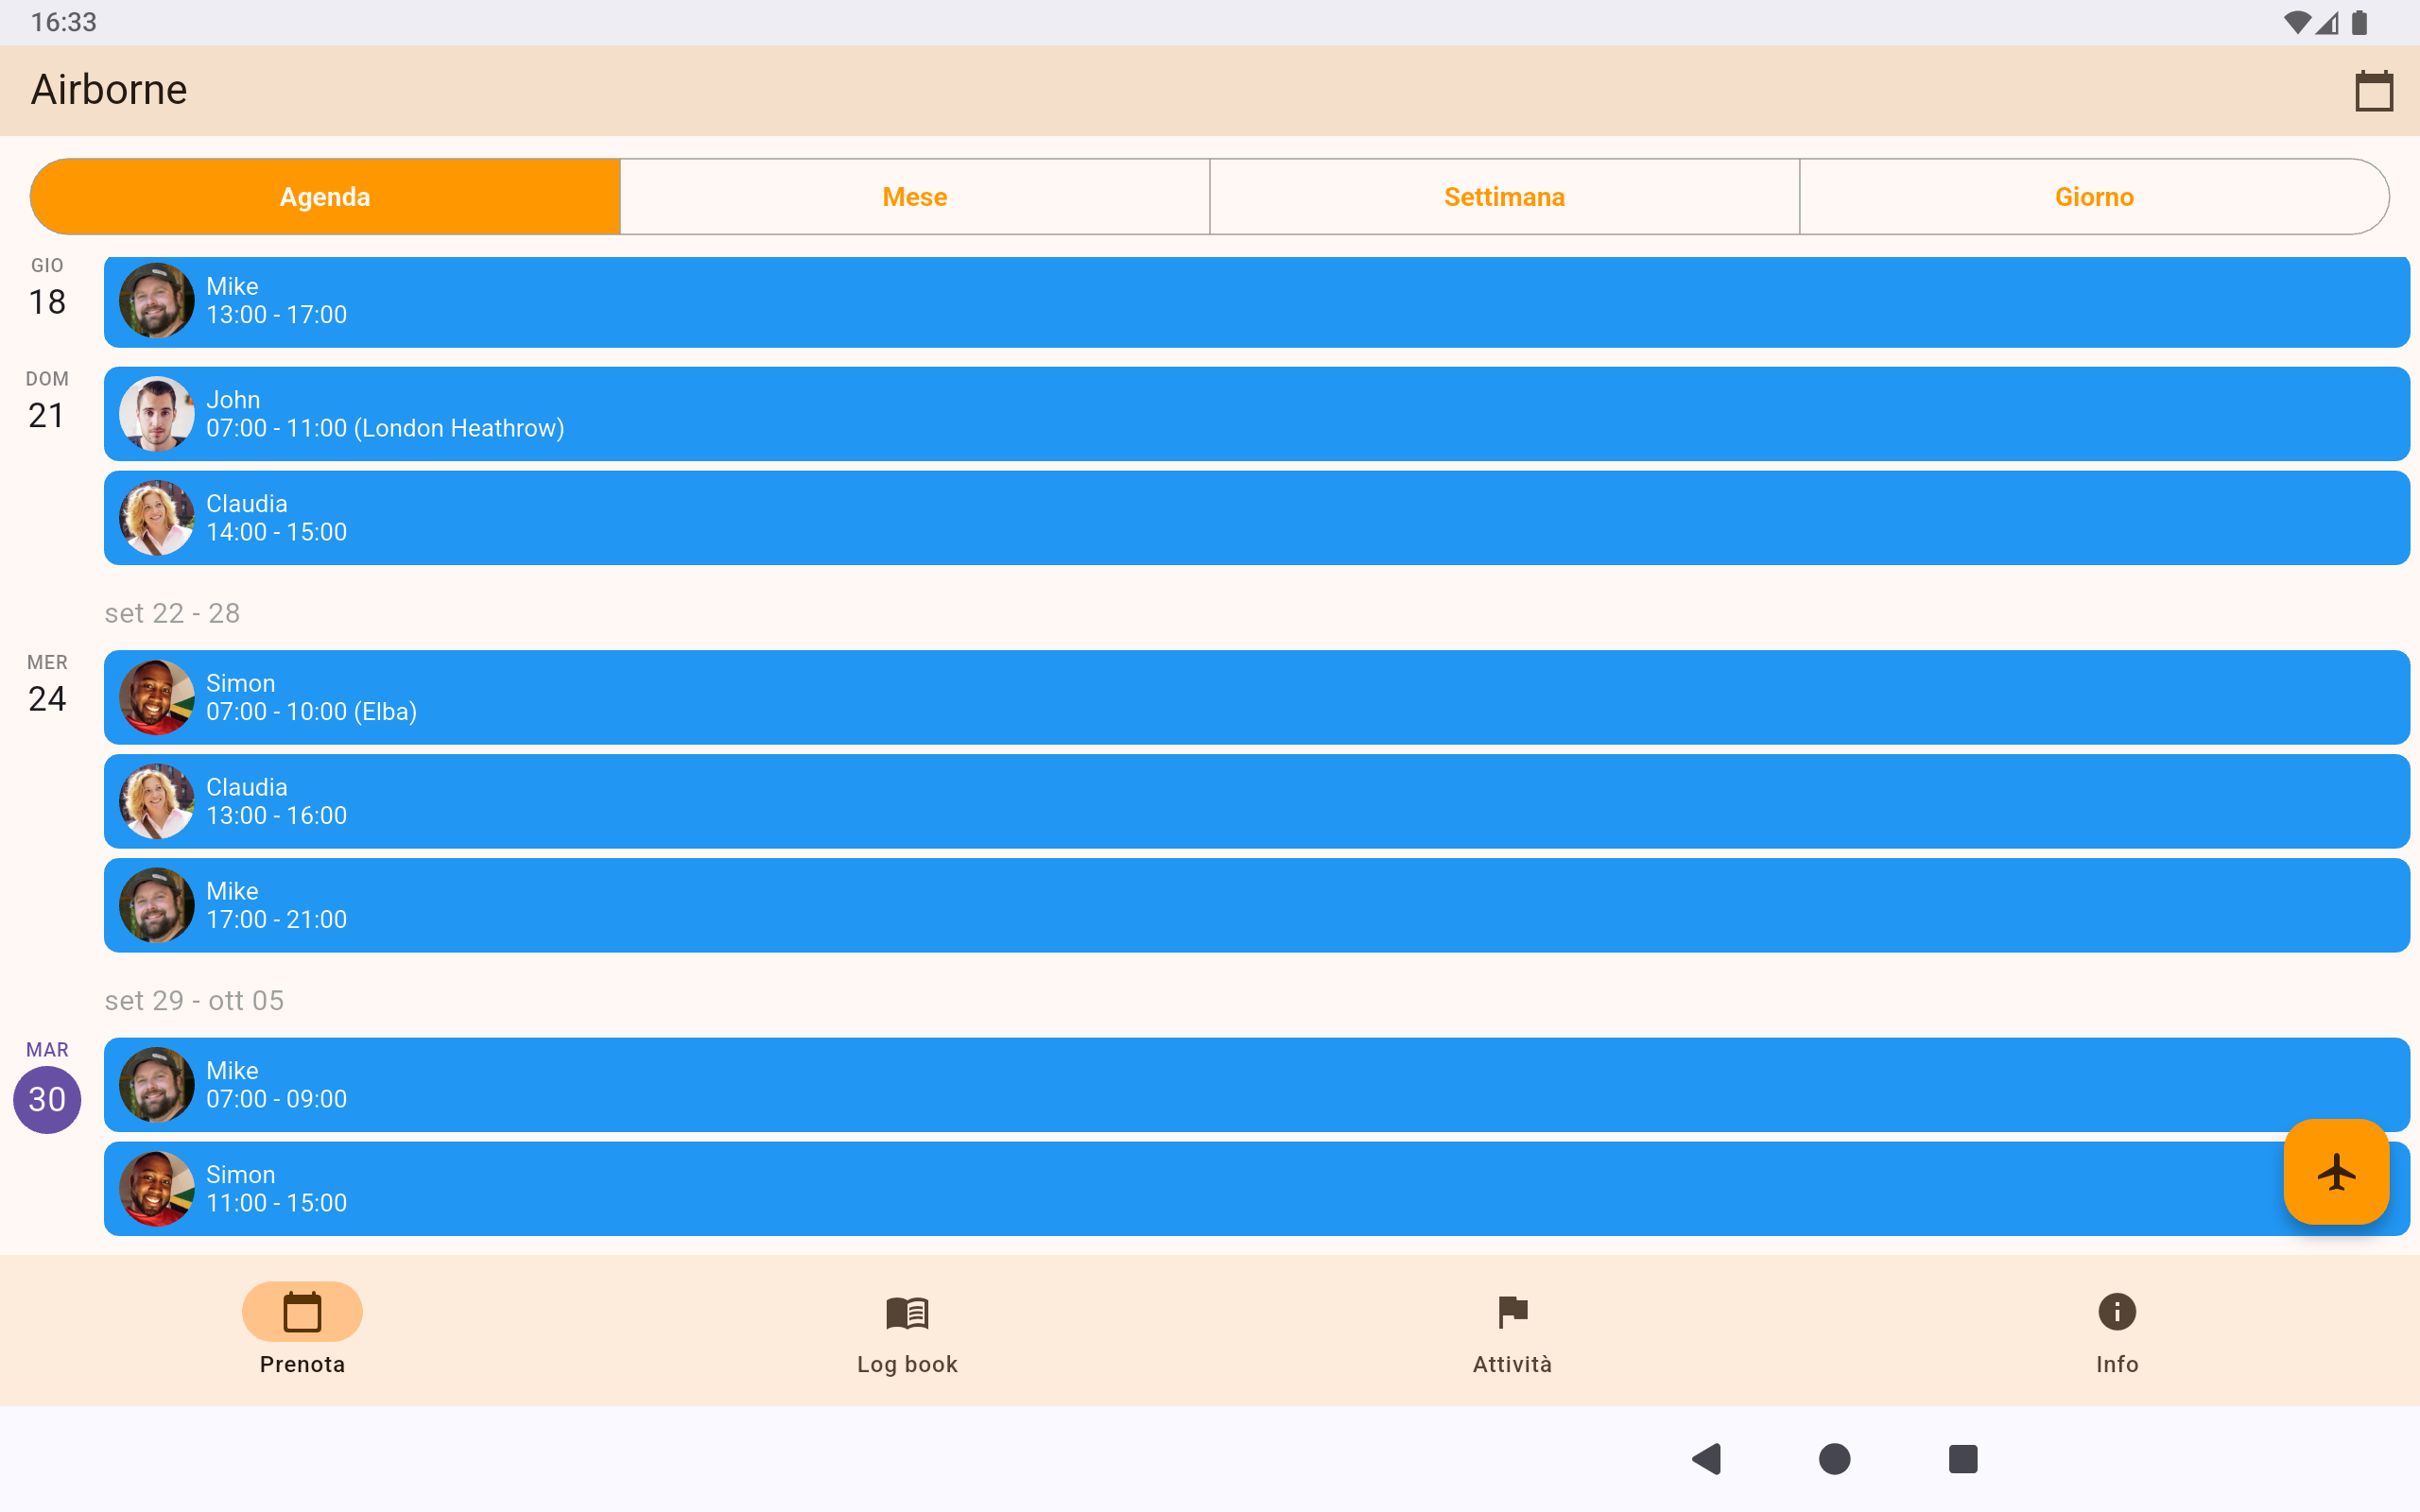 16:33
Airborne
Agenda
Mese
Settimana
Giorno
GIO
18
Mike
13:00 - 17:00
DOM
21
John
07:00 - 11:00 (London Heathrow)
Claudia
14:00 - 15:00
set 22 - 28
MER
24
Simon
07:00 - 10:00 (Elba)
Claudia
13:00 - 16:00
Mike
17:00 - 21:00
set 29 - ott 05
MAR
30
Mike
07:00 - 09:00
Simon
11:00 - 15:00
Prenota
Log book
Attività
Info